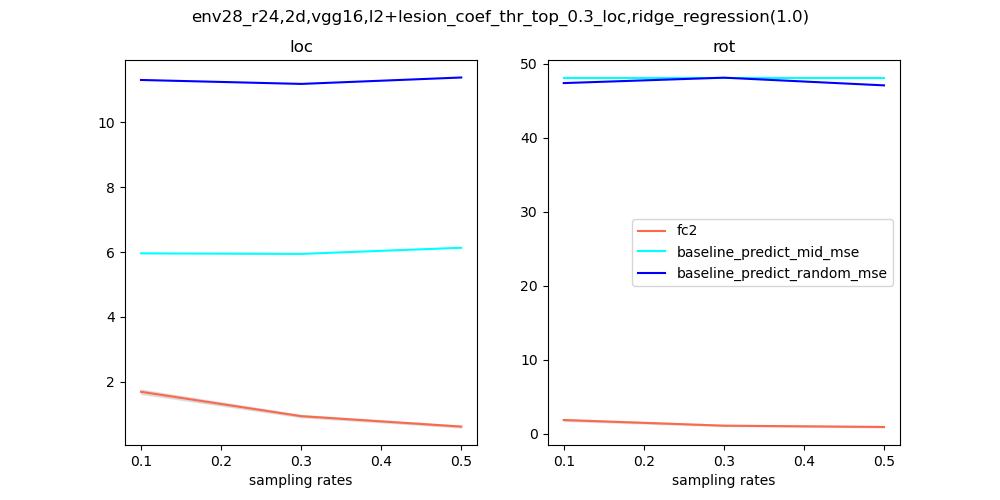 env28_r24,2d,vgg16,l2+lesion_coef_thr_top_0.3_loc,ridge_regression(1.0)
loc
10
8
6
4
2
0.1 0.2 0.3 0.4 0.5
sampling rates
rot
50
40
30
20
10
0
fc2
baseline_predict_mid_mse
baseline_predict_random_mse
0.1 0.2 0.3 0.4 0.5
sampling rates